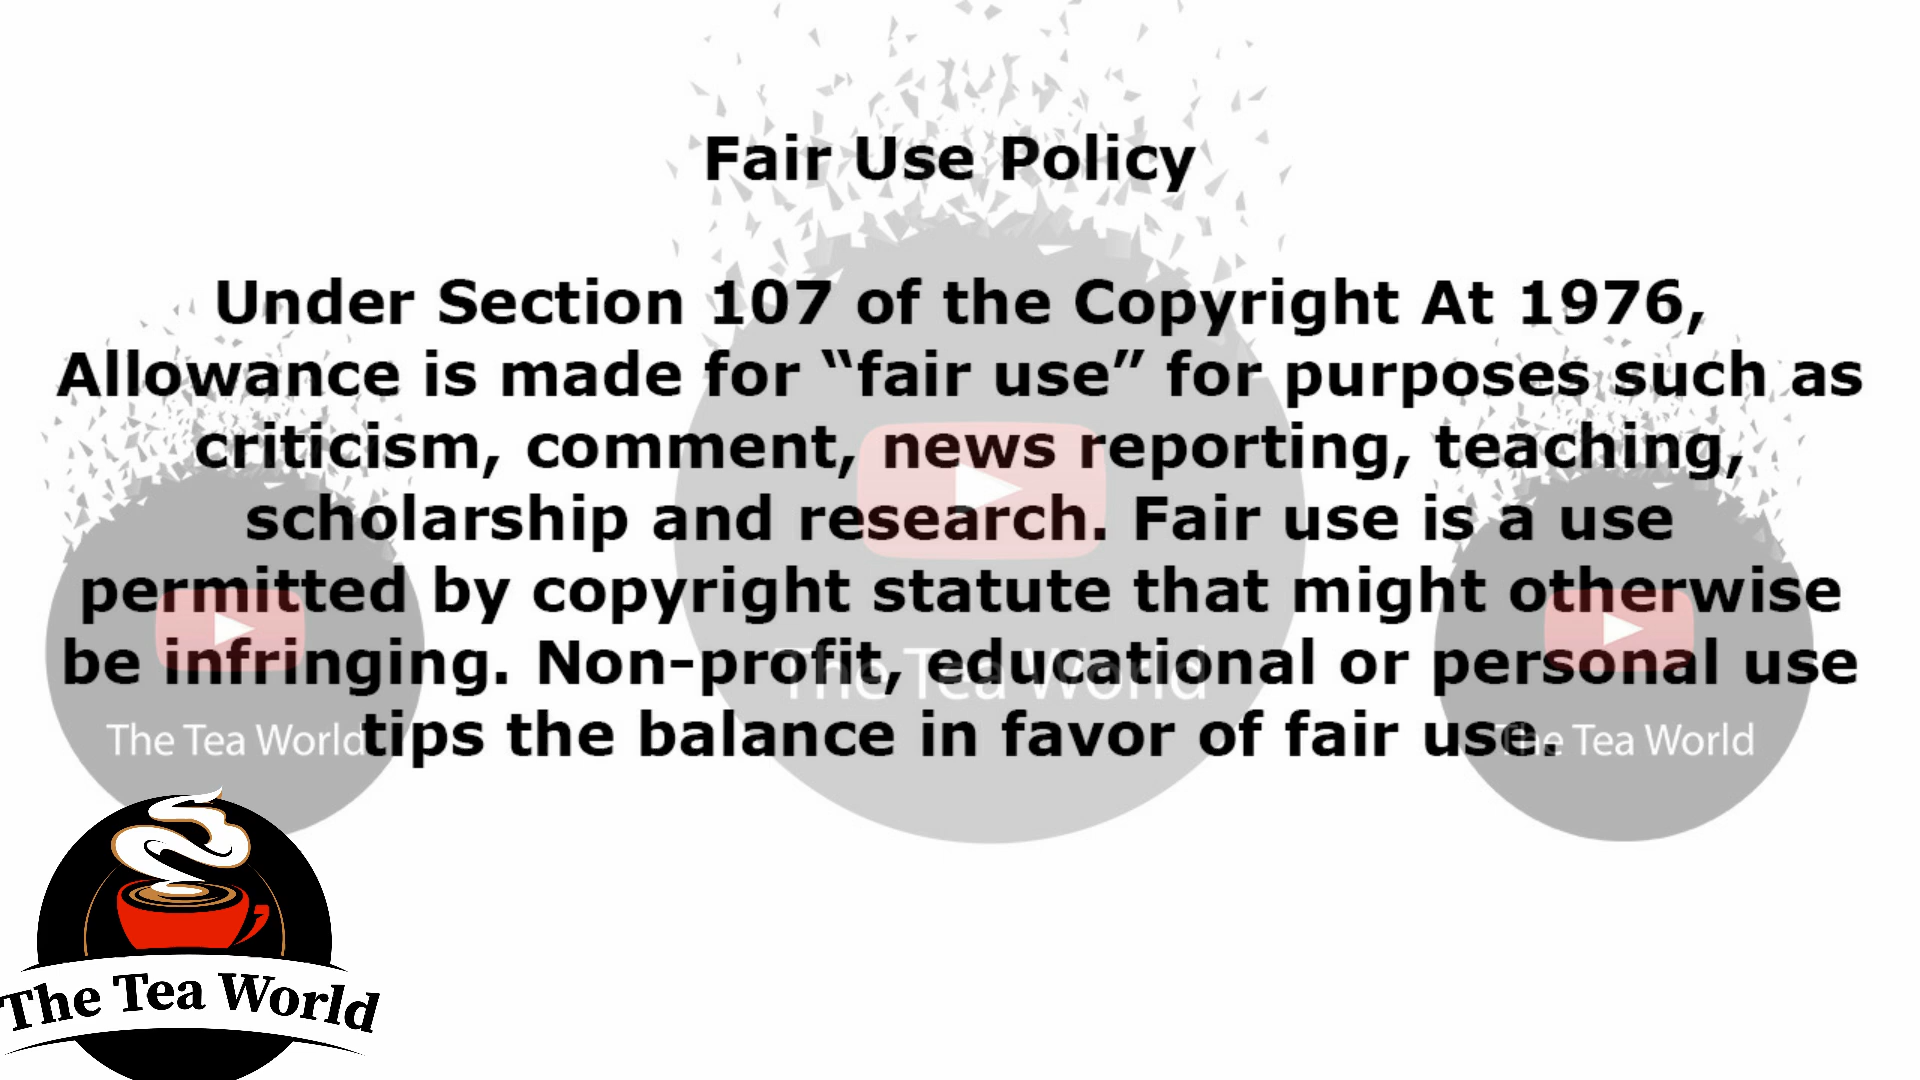 Fair Use Policy
Under Section 107 of the Copyright At 1976,
Allowance is made for “fair use” for purposes such as
criticism, comment, news reporting, teaching,
scholarship and research. Fair use is a use
permitted by copyright statute that might otherwise
be infringing. Non-profit, educational or personal use
The Tea World
tips the balance in favor of fair use.
The Tea World
The Tea World
The Tea World